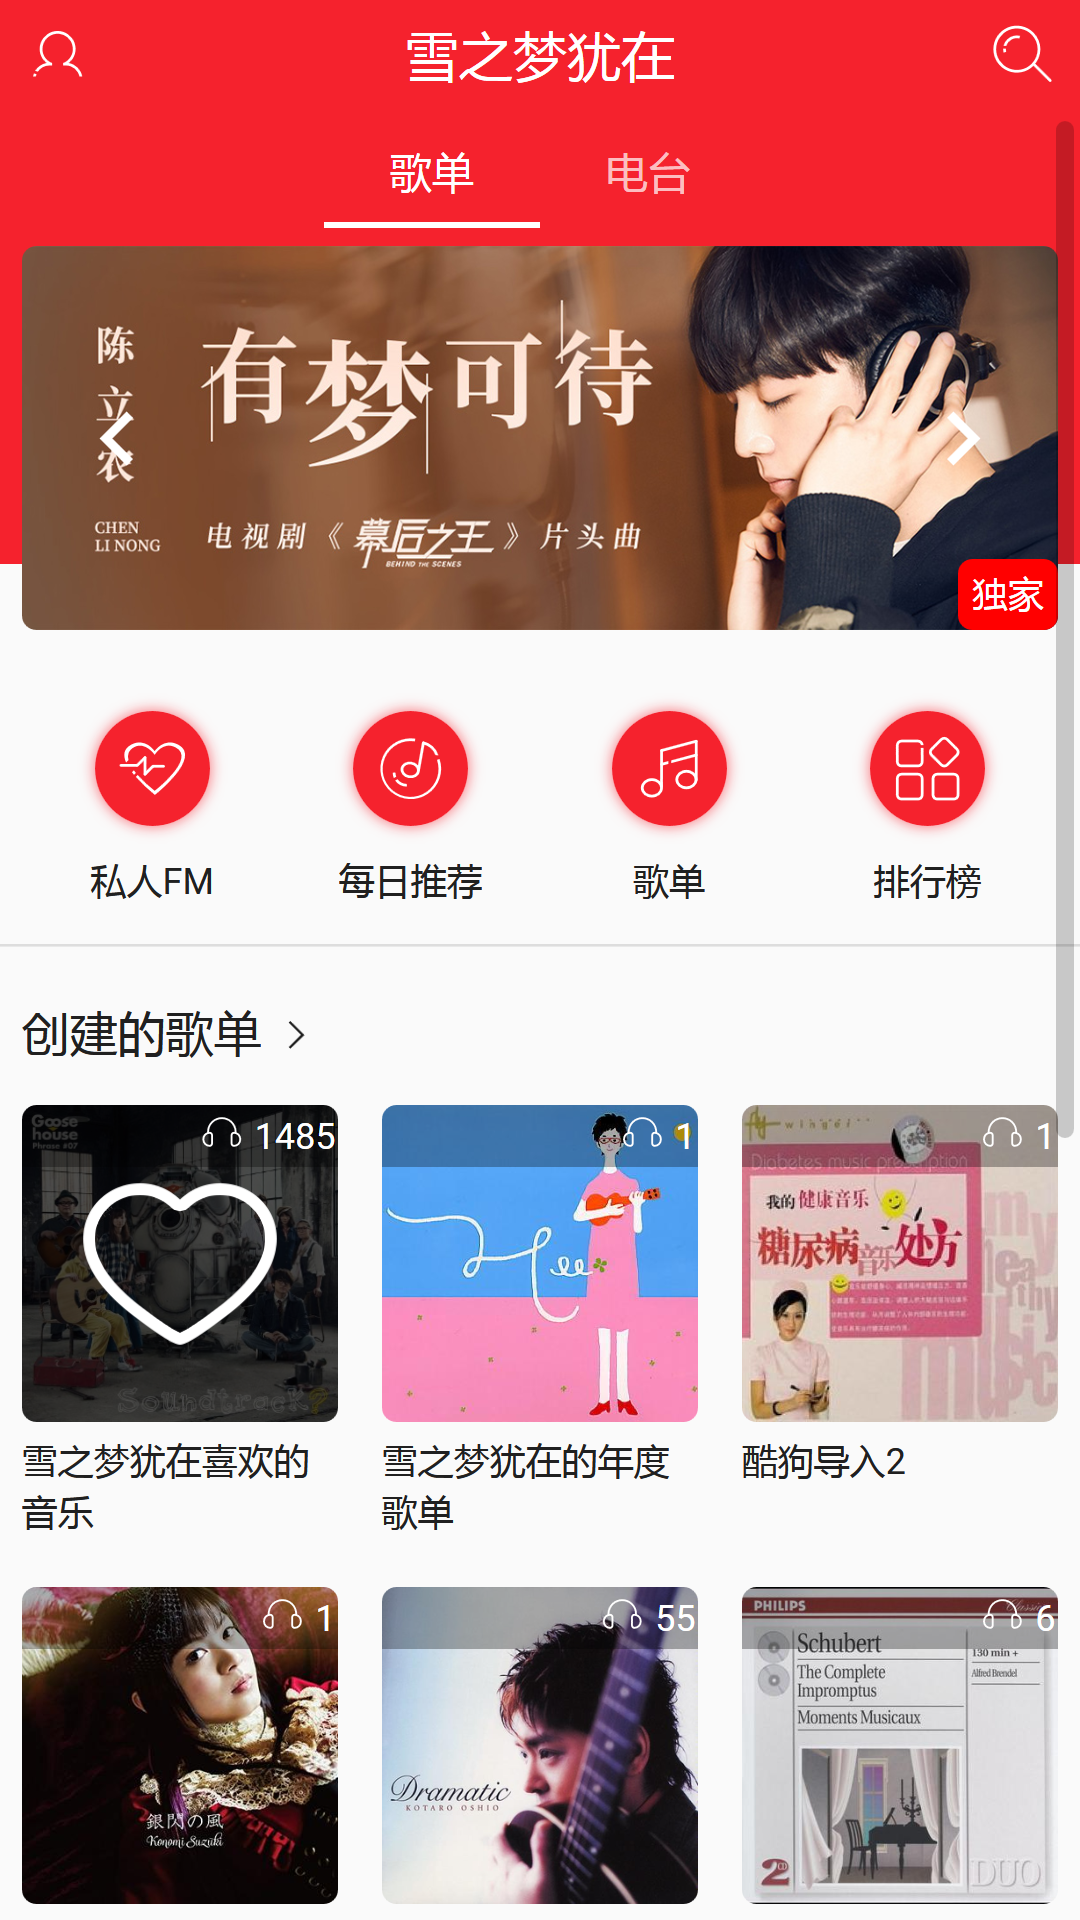 雪之梦犹在
歌单
电台
陈立农
有梦可待
CHEN
LI NONG
电视剧《幕后之王》片头曲
BEHIND THE SCENES
独家
私人FM
每日推荐
歌单
排行榜
创建的歌单
Goose
house
Phrase #07
1485
Soundtrack?
1
winger
1
Diabetes music prescription
我的健康音乐
糖尿病音乐处方
my
healthy
music
雪之梦犹在喜欢的
音乐
雪之梦犹在的年度
歌单
酷狗导入2
1
銀閃の風
Konomi Suzuki
55
Dramatic
KOTARO OSHIO
PHILIPS
Classics
6
Schubert
The Complete
Impromptus
Moments Musicaux
130 min +
Alfred Brendel
2CD
DUO